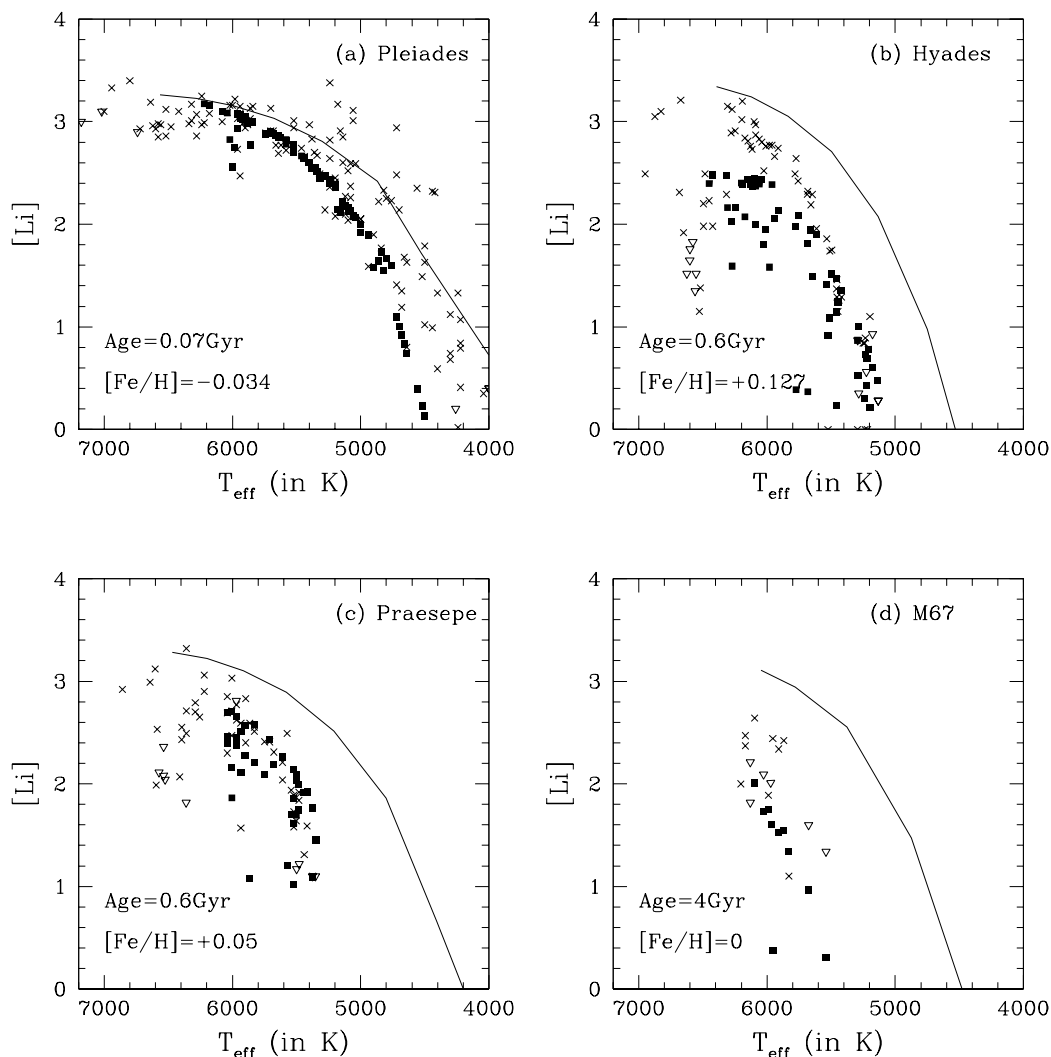 (a) Pleiades
4
3
2
1
0
[Li]
Age=0.07Gyr
[Fe/H]=−0.034
7000 6000 5000 4000
T_eff (in K)
(b) Hyades
4
3
2
1
0
[Li]
Age=0.6Gyr
[Fe/H]=+0.127
7000 6000 5000 4000
T_eff (in K)
(c) Praesepe
4
3
2
1
0
[Li]
Age=0.6Gyr
[Fe/H]=+0.05
7000 6000 5000 4000
T_eff (in K)
(d) M67
4
3
2
1
0
[Li]
Age=4Gyr
[Fe/H]=0
7000 6000 5000 4000
T_eff (in K)